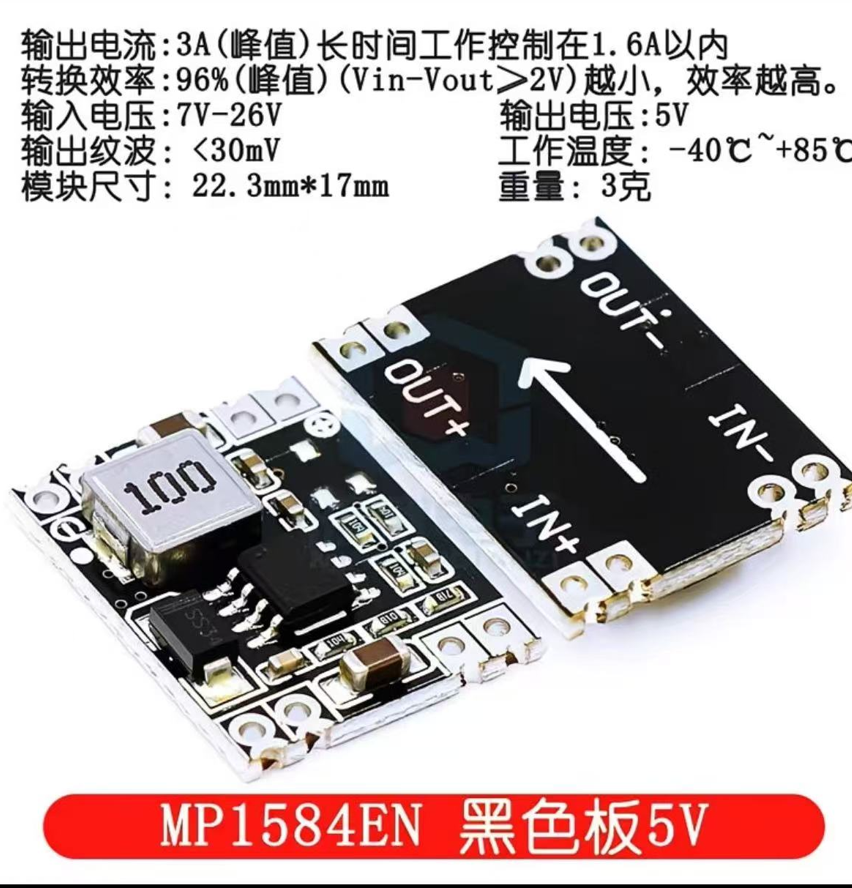 输出电流:3A(峰值)长时间工作控制在1.6A以内
转换效率:96%(峰值)(Vin-Vout≥2V)越小，效率越高。
输入电压:7V-26V 输出电压:5V
输出纹波: <30mV 工作温度: -40℃~+85℃
模块尺寸: 22.3mm*17mm 重量: 3克
OUT-
OUT+
IN-
IN+
100
SS34
MP1584EN 黑色板5V